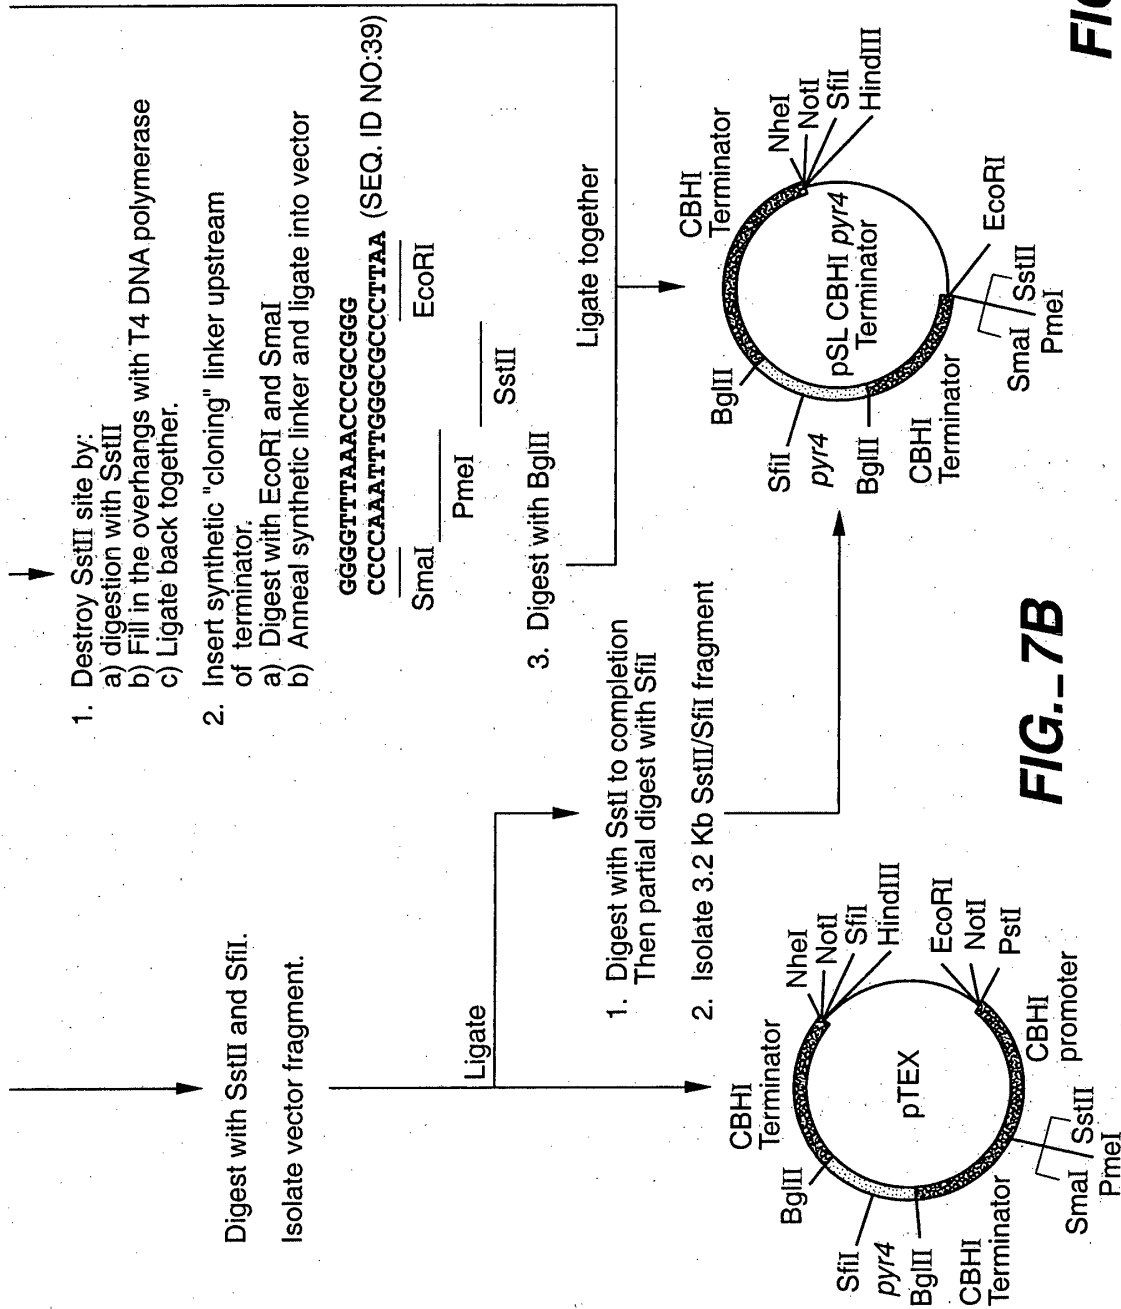 1. Destroy SstII site by:
a) digestion with SstII
b) Fill in the overhangs with T4 DNA polymerase
c) Ligate back together.
2. Insert synthetic "cloning" linker upstream
of terminator.
a) Digest with EcoRI and SmaI
b) Anneal synthetic linker and ligate into vector
GGGGTTTAAACCCGCGGG
CCCCAAATTTGGGCGCCCTTAA (SEQ. ID NO:39)
SmaI
PmeI
SstII
EcoRI
3. Digest with BglII
Ligate together
Digest with SstII and SfiI.
Isolate vector fragment.
Ligate
1. Digest with SstI to completion
Then partial digest with SfiI
2. Isolate 3.2 Kb SstII/SfiI fragment
CBHI
Terminator
NheI
NotI
SfiI
HindIII
EcoRI
NotI
PstI
CBHI
promoter
SstII
SmaI
PmeI
CBHI
Terminator
BglII
pyr4
SfiI
BglII
pTEX
CBHI
Terminator
NheI
NotI
SfiI
HindIII
EcoRI
SstII
SmaI
PmeI
CBHI
Terminator
BglII
pyr4
SfiI
BglII
pSL CBHI pyr4
Terminator
FIG._7B